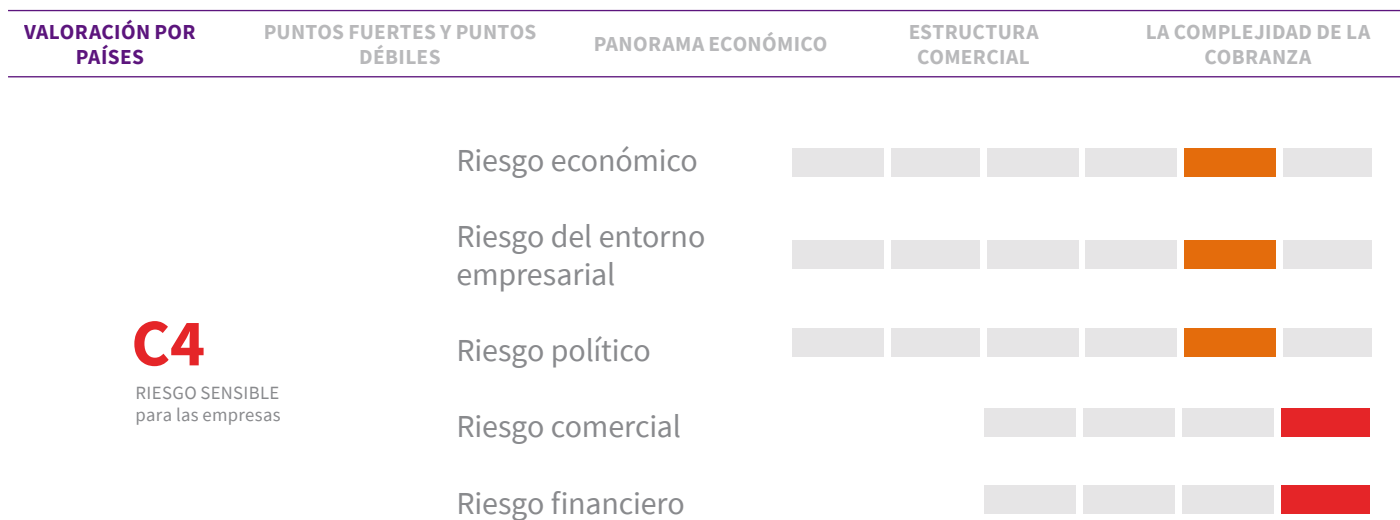 VALORACIÓN POR
PAÍSES
PUNTOS FUERTES Y PUNTOS
DÉBILES
PANORAMA ECONÓMICO
ESTRUCTURA
COMERCIAL
LA COMPLEJIDAD DE LA
COBRANZA
C4
RIESGO SENSIBLE
para las empresas
Riesgo económico
Riesgo del entorno
empresarial
Riesgo político
Riesgo comercial
Riesgo financiero